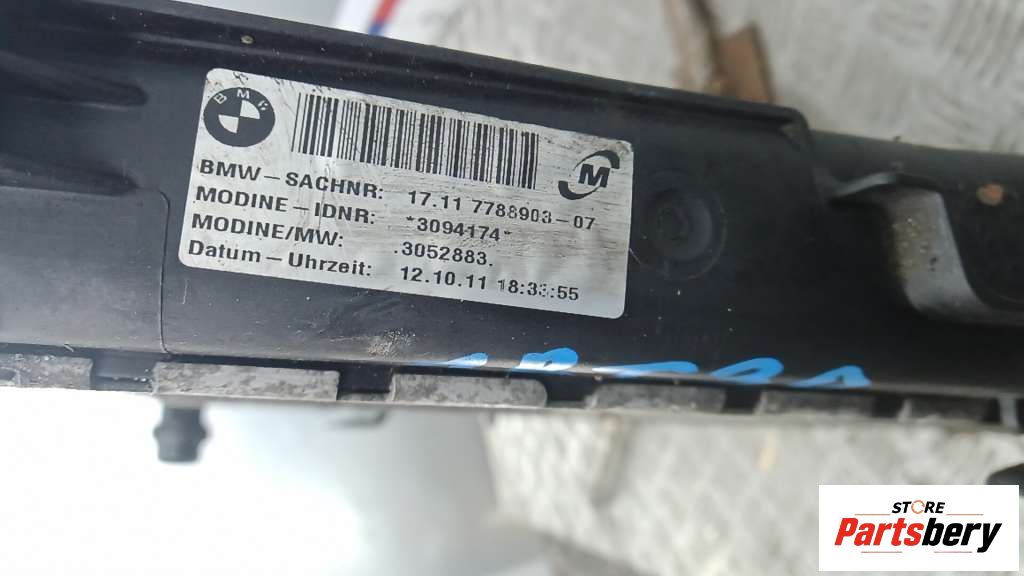 BMW
M
BMW-SACHNR: 17.11 7788903-07
MODINE-IDNR: *3094174*
MODINE/MW: 3052883.
Datum-Uhrzeit: 12.10.11 18:33:55
STORE
Partsbery